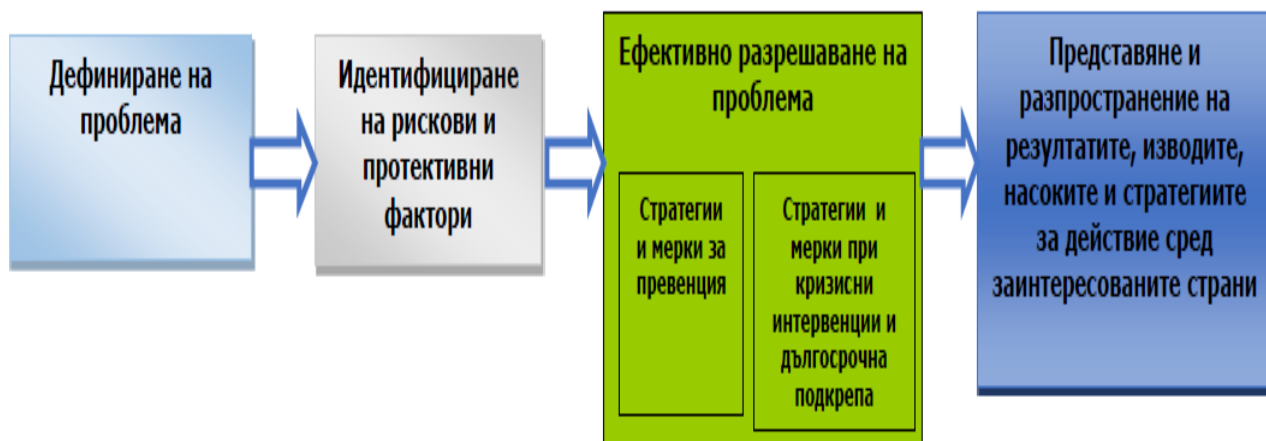 Дефиниране на
проблема
Идентифициране
на рискови и
протективни
фактори
Ефективно разрешаване на
проблема
Стратегии
и мерки за
превенция
Стратегии и
мерки при
кризисни
интервенции и
дългосрочна
подкрепа
Представяне и
разпространение на
резултатите, изводите,
насоките и стратегиите
за действие сред
заинтересованите страни